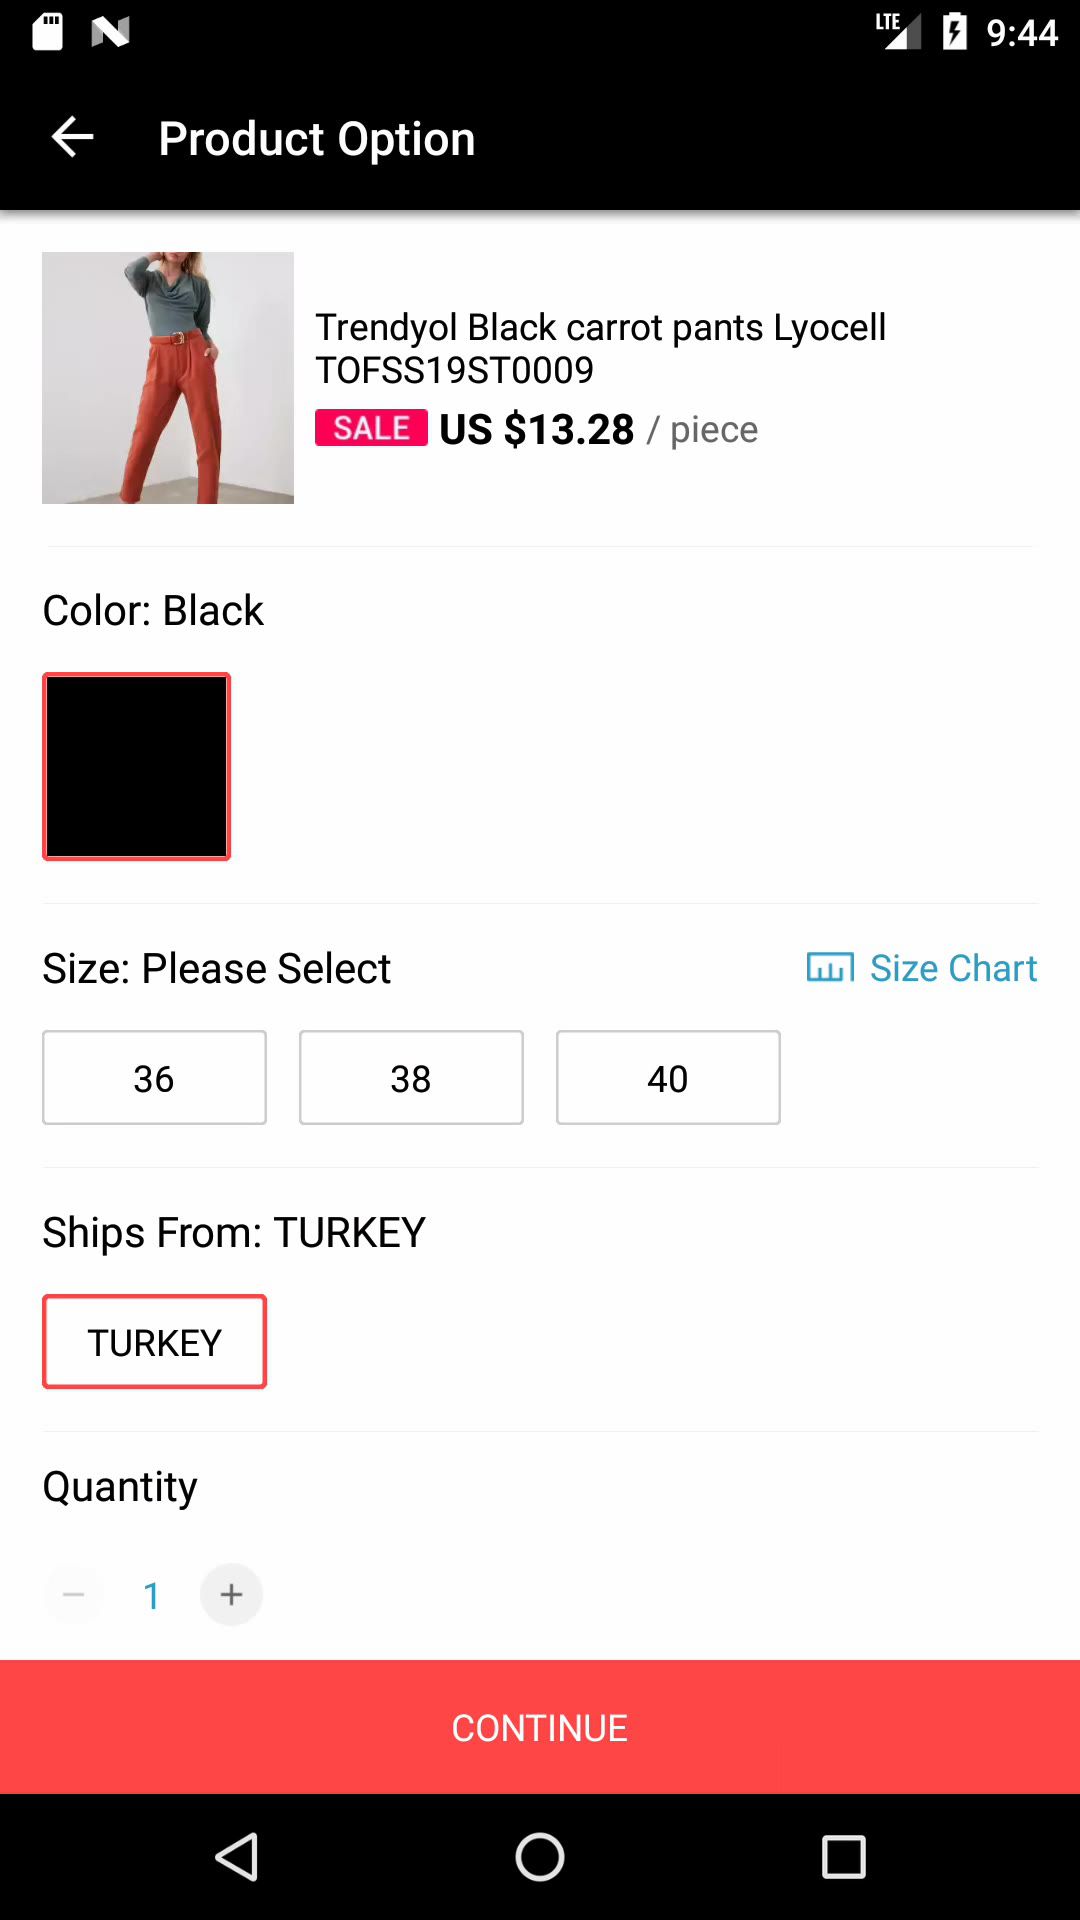 LTE 9:44
Product Option
Trendyol Black carrot pants Lyocell
TOFSS19ST0009
SALE US $13.28 / piece
Color: Black
Size: Please Select Size Chart
36 38 40
Ships From: TURKEY
TURKEY
Quantity
1
CONTINUE